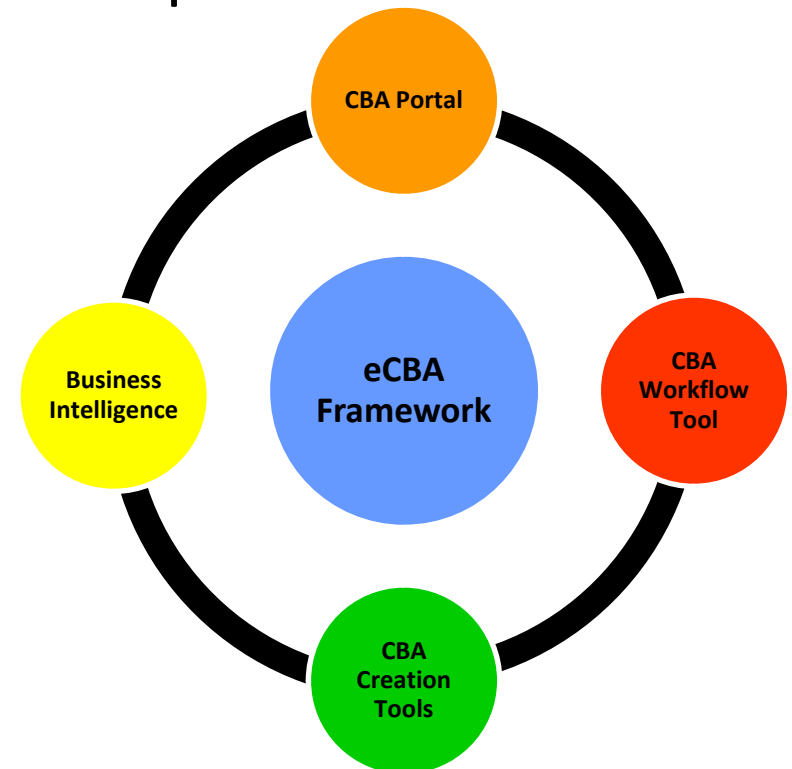 CBA Portal
eCBA
Framework
CBA
Workflow
Tool
Business
Intelligence
CBA
Creation
Tools